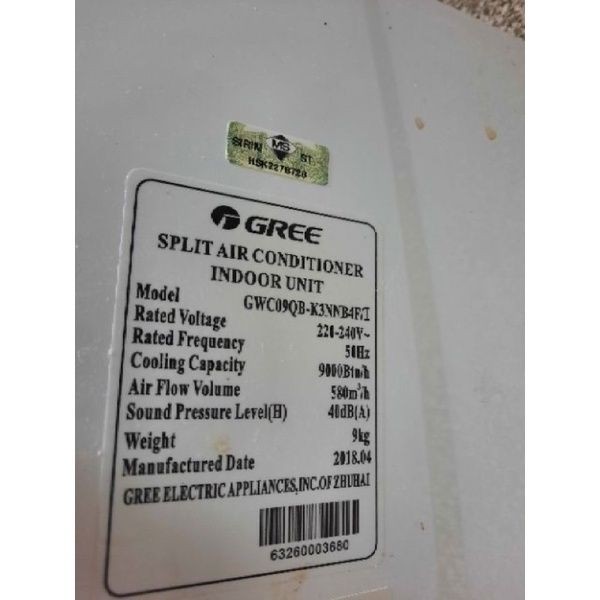 SIRIM MS ST
HSK2276720
GREE
SPLIT AIR CONDITIONER
INDOOR UNIT
Model GWC09QB-K3NNB4F/I
Rated Voltage 220-240V~
Rated Frequency 50Hz
Cooling Capacity 9000Btu/h
Air Flow Volume 580m³/h
Sound Pressure Level(H) 40dB(A)
Weight 9kg
Manufactured Date 2018.04
GREE ELECTRIC APPLIANCES,INC.OF ZHUHAI
63260003680